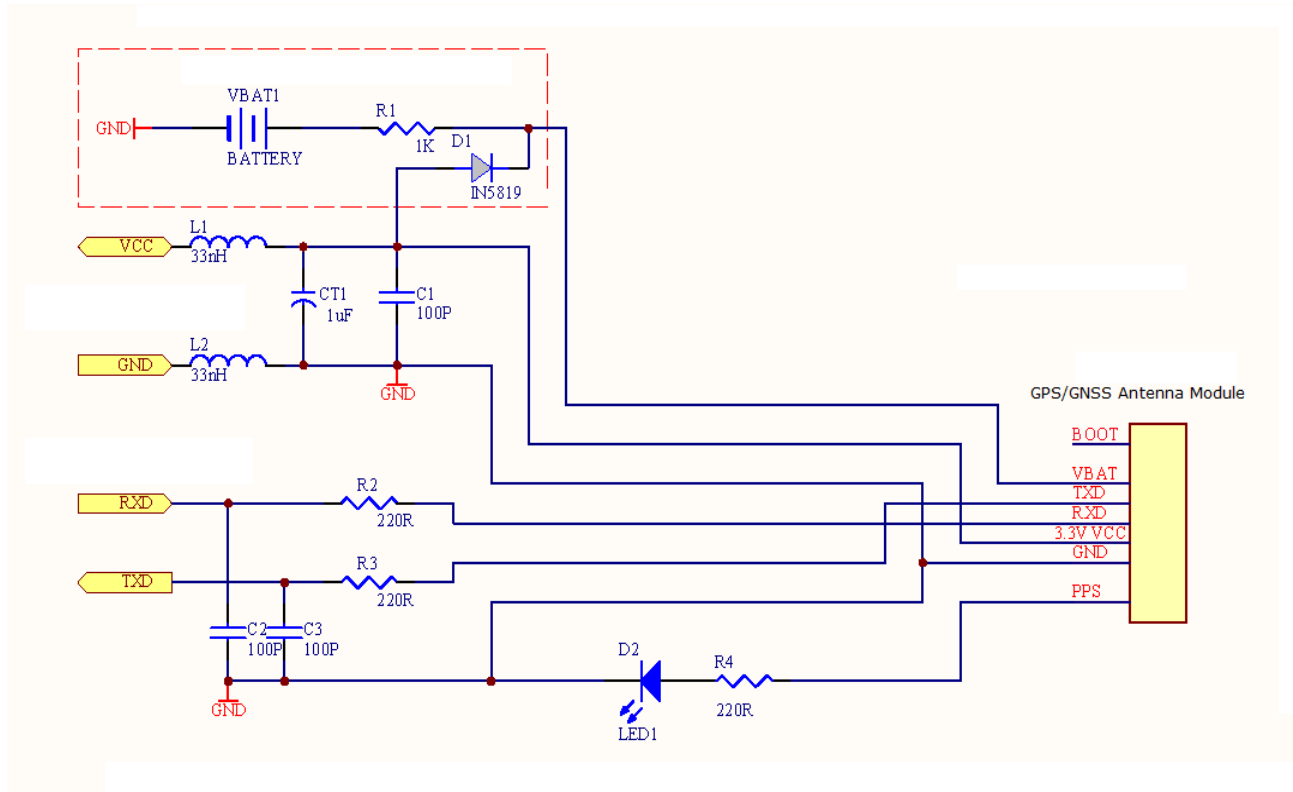 VBAT1
GND
BATTERY
R1
1K
D1
IN5819
VCC
L1
33nH
CT1
1uF
C1
100P
GND
L2
33nH
GND
GPS/GNSS Antenna Module
BOOT
VBAT
TXD
RXD
3.3V VCC
GND
PPS
RXD
R2
220R
TXD
R3
220R
C2
100P
C3
100P
GND
D2
LED1
R4
220R